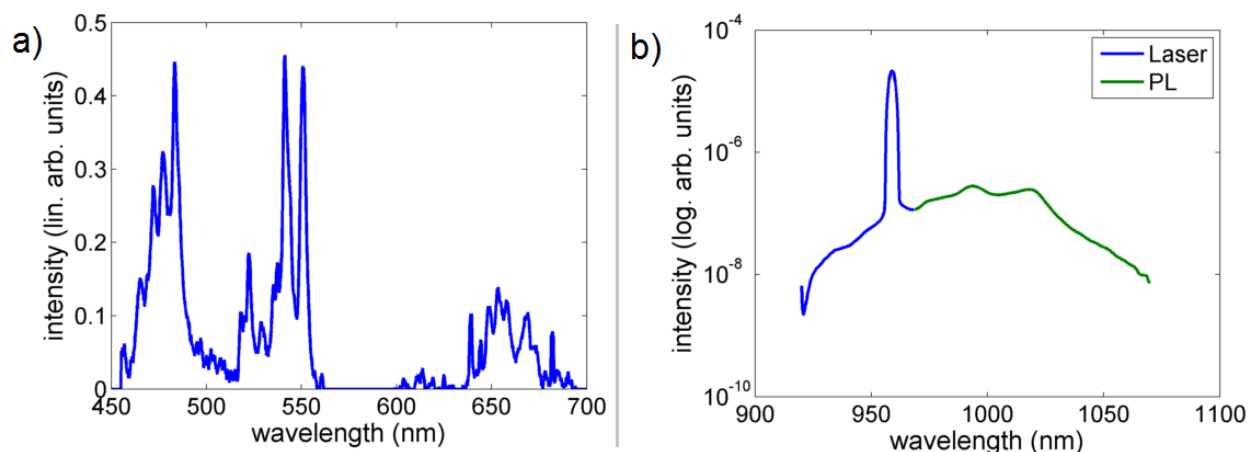 a)
intensity (lin. arb. units)
0.5
0.4
0.3
0.2
0.1
0
450 500 550 600 650 700
wavelength (nm)
b)
intensity (log. arb. units)
10^-4
10^-6
10^-8
10^-10
Laser
PL
900 950 1000 1050 1100
wavelength (nm)